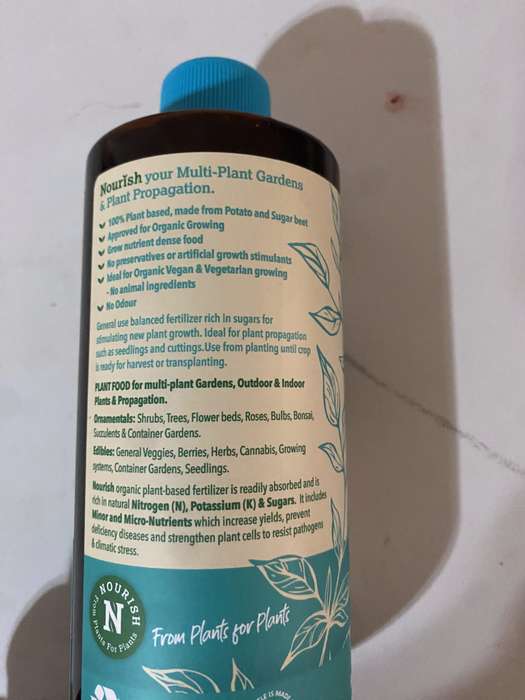 Nourish your Multi-Plant Gardens
& Plant Propagation.
100% Plant based, made from Potato and Sugar beet
Approved for Organic Growing
Grow nutrient dense food
No preservatives or artificial growth stimulants
Ideal for Organic Vegan & Vegetarian growing
- No animal ingredients
No Odour
General use balanced fertilizer rich in sugars for
stimulating new plant growth. Ideal for plant propagation
such as seedlings and cuttings.Use from planting until crop
is ready for harvest or transplanting.
PLANT FOOD for multi-plant Gardens, Outdoor & Indoor
Plants & Propagation.
Ornamentals: Shrubs, Trees, Flower beds, Roses, Bulbs, Bonsai,
Succulents & Container Gardens.
Edibles: General Veggies, Berries, Herbs, Cannabis, Growing
systems, Container Gardens, Seedlings.
Nourish organic plant-based fertilizer is readily absorbed and is
rich in natural Nitrogen (N), Potassium (K) & Sugars. It includes
Minor and Micro-Nutrients which increase yields, prevent
deficiency diseases and strengthen plant cells to resist pathogens
& climatic stress.
NOURISH
N
From Plants For Plants
From Plants for Plants
LE IS MADE